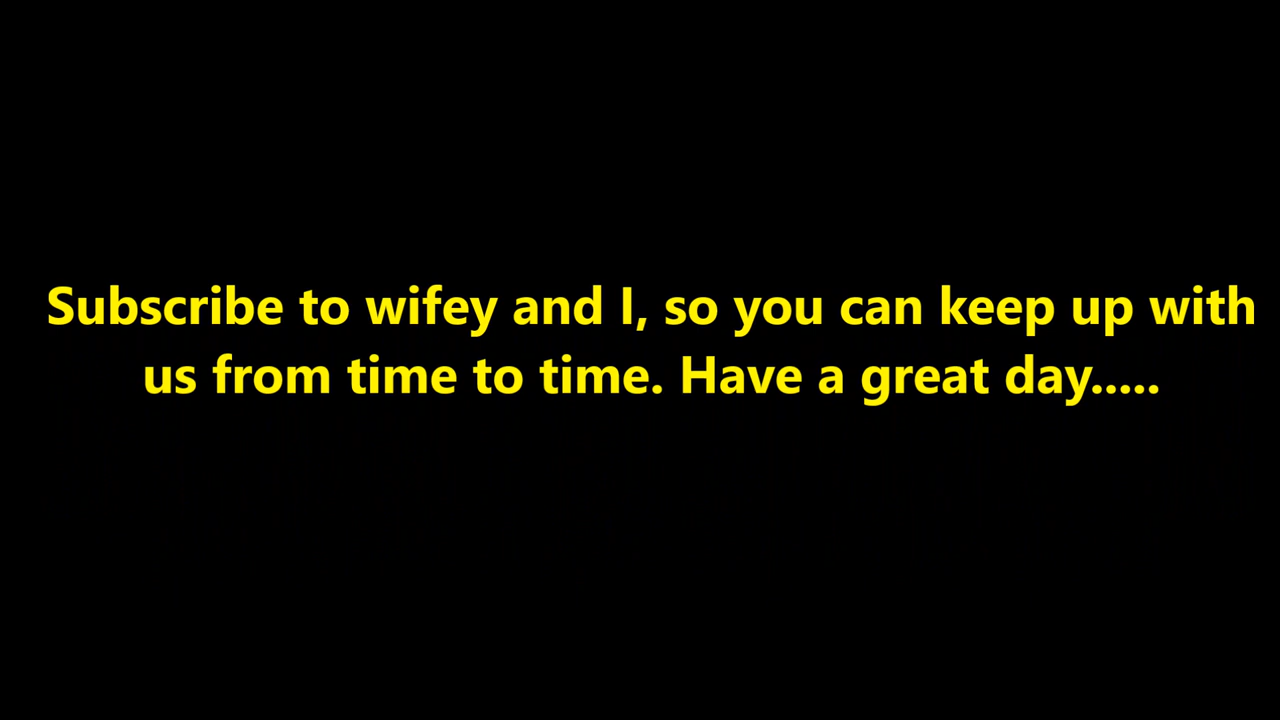 Subscribe to wifey and I, so you can keep up with
us from time to time. Have a great day.....